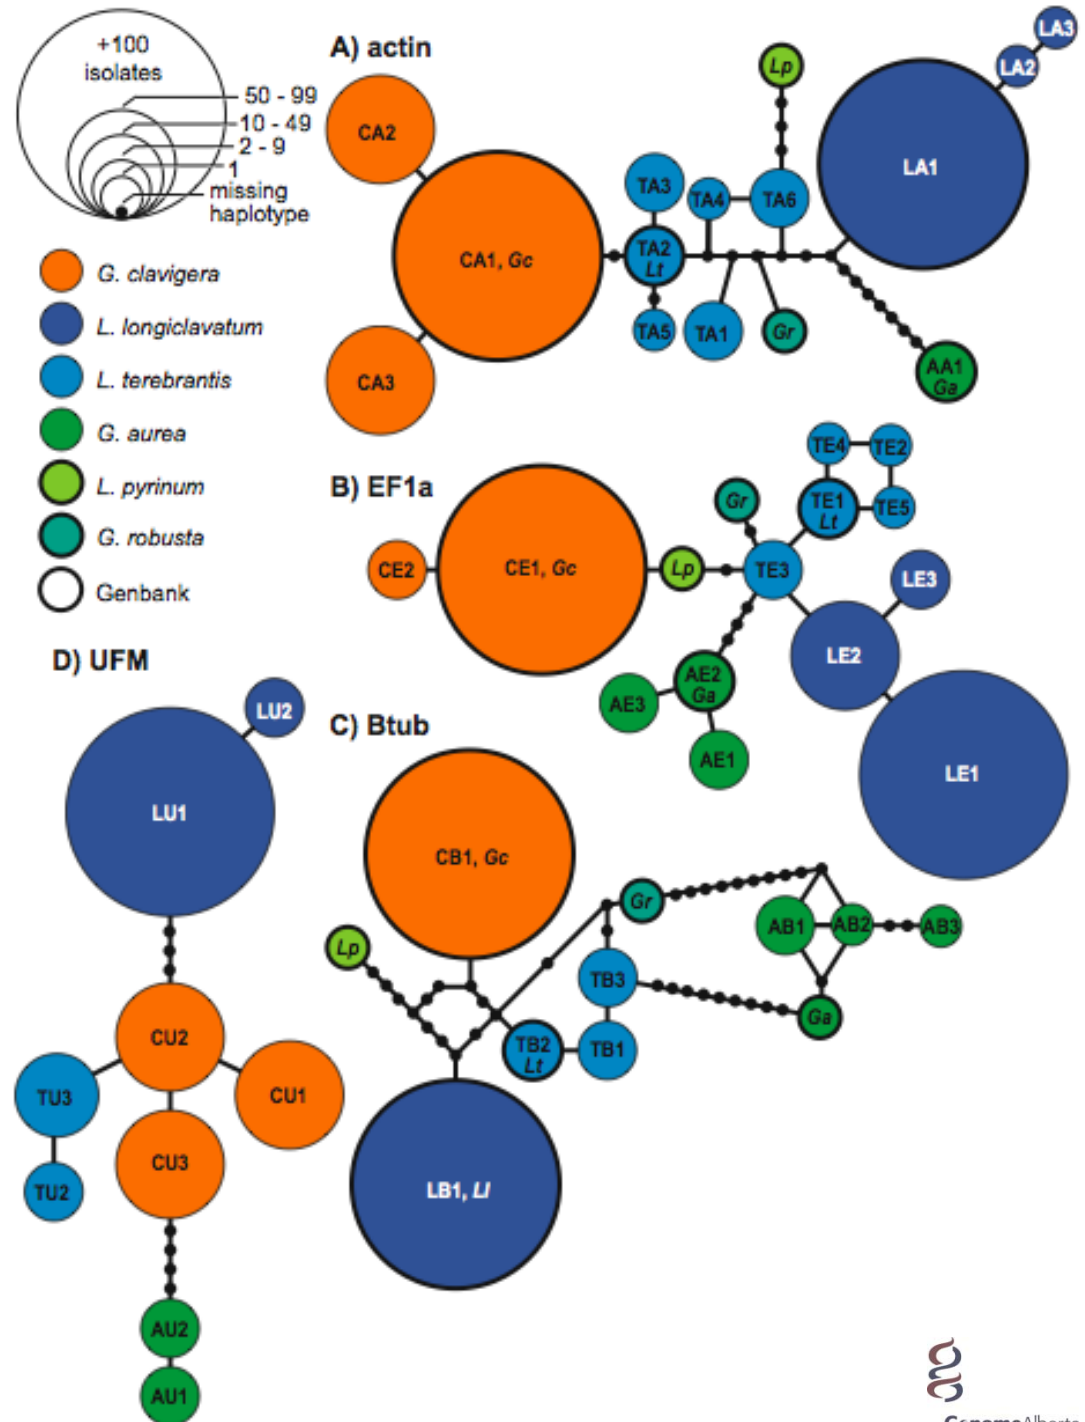 +100
isolates
50 - 99
10 - 49
2 - 9
1
missing
haplotype
G. clavigera
L. longiclavatum
L. terebrantis
G. aurea
L. pyrinum
G. robusta
Genbank
A) actin
CA2
CA1, Gc
CA3
TA3
TA2
Lt
TA5
TA4
TA1
Lp
TA6
Gr
LA1
LA2
LA3
AA1
Ga
B) EF1a
CE2
CE1, Gc
Lp
Gr
TE3
TE4
TE2
TE1
Lt
TE5
LE3
LE2
LE1
AE2
Ga
AE3
AE1
C) Btub
CB1, Gc
Lp
Gr
TB3
TB2
Lt
TB1
AB1
AB2
AB3
Ga
LB1, Ll
D) UFM
LU2
LU1
CU2
TU3
CU1
CU3
TU2
AU2
AU1